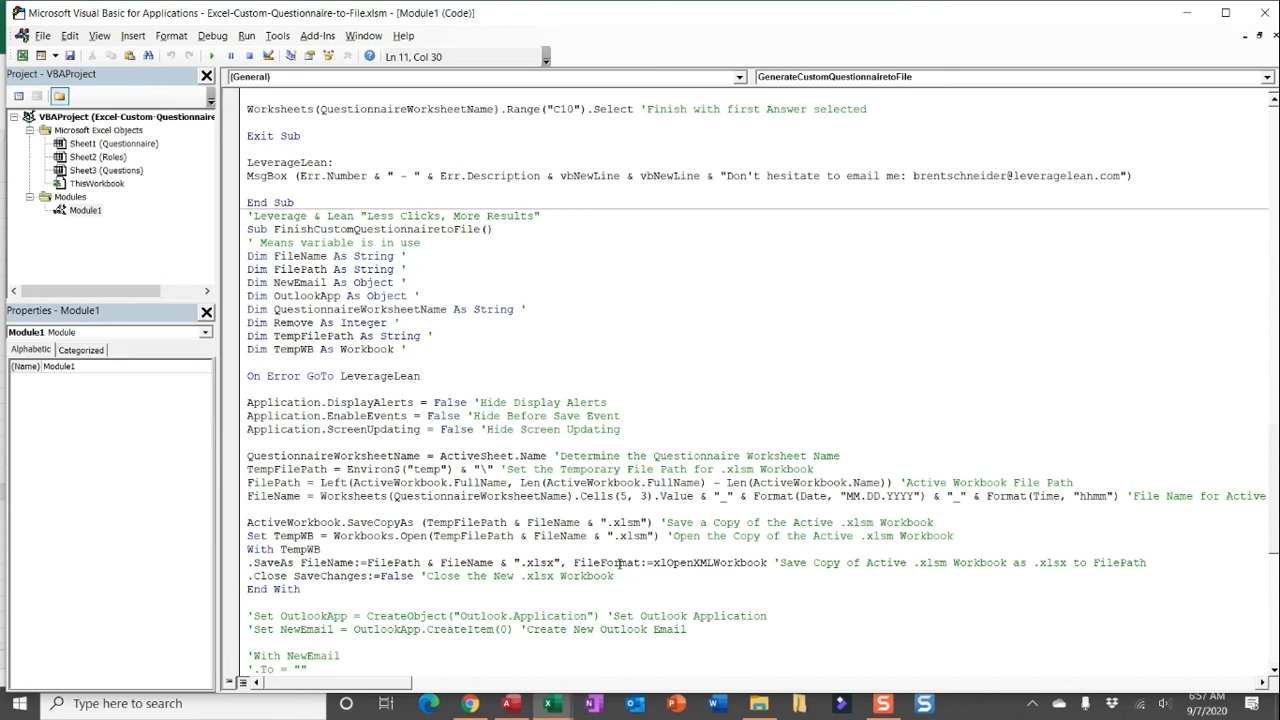 Microsoft Visual Basic for Applications - Excel-Custom-Questionnaire-to-File.xlsm - [Module1 (Code)]
File Edit View Insert Format Debug Run Tools Add-Ins Window Help
Ln 11, Col 30
Project - VBAProject
(General)
GenerateCustomQuestionnairetoFile
VBAProject (Excel-Custom-Questionnaire
Microsoft Excel Objects
Sheet1 (Questionnaire)
Sheet2 (Roles)
Sheet3 (Questions)
ThisWorkbook
Modules
Module1
Properties - Module1
Module1 Module
Alphabetic Categorized
(Name) Module1
Worksheets(QuestionnaireWorksheetName).Range("C10").Select 'Finish with first Answer selected
Exit Sub
LeverageLean:
MsgBox (Err.Number & " - " & Err.Description & vbNewLine & vbNewLine & "Don't hesitate to email me: brentschneider@leveragelean.com")
End Sub
'Leverage & Lean "Less Clicks, More Results"
Sub FinishCustomQuestionnairetoFile()
' Means variable is in use
Dim FileName As String '
Dim FilePath As String '
Dim NewEmail As Object '
Dim OutlookApp As Object '
Dim QuestionnaireWorksheetName As String '
Dim Remove As Integer '
Dim TempFilePath As String '
Dim TempWB As Workbook '
On Error GoTo LeverageLean
Application.DisplayAlerts = False 'Hide Display Alerts
Application.EnableEvents = False 'Hide Before Save Event
Application.ScreenUpdating = False 'Hide Screen Updating
QuestionnaireWorksheetName = ActiveSheet.Name 'Determine the Questionnaire Worksheet Name
TempFilePath = Environ$("temp") & "\" 'Set the Temporary File Path for .xlsm Workbook
FilePath = Left(ActiveWorkbook.FullName, Len(ActiveWorkbook.FullName) - Len(ActiveWorkbook.Name)) 'Active Workbook File Path
FileName = Worksheets(QuestionnaireWorksheetName).Cells(5, 3).Value & "_" & Format(Date, "MM.DD.YYYY") & "_" & Format(Time, "hhmm") 'File Name for Active
ActiveWorkbook.SaveCopyAs (TempFilePath & FileName & ".xlsm") 'Save a Copy of the Active .xlsm Workbook
Set TempWB = Workbooks.Open(TempFilePath & FileName & ".xlsm") 'Open the Copy of the Active .xlsm Workbook
With TempWB
.SaveAs FileName:=FilePath & FileName & ".xlsx", FileFormat:=xlOpenXMLWorkbook 'Save Copy of Active .xlsm Workbook as .xlsx to FilePath
.Close SaveChanges:=False 'Close the New .xlsx Workbook
End With
'Set OutlookApp = CreateObject("Outlook.Application") 'Set Outlook Application
'Set NewEmail = OutlookApp.CreateItem(0) 'Create New Outlook Email
'With NewEmail
'.To = ""
Type here to search
6:57 AM
9/7/2020